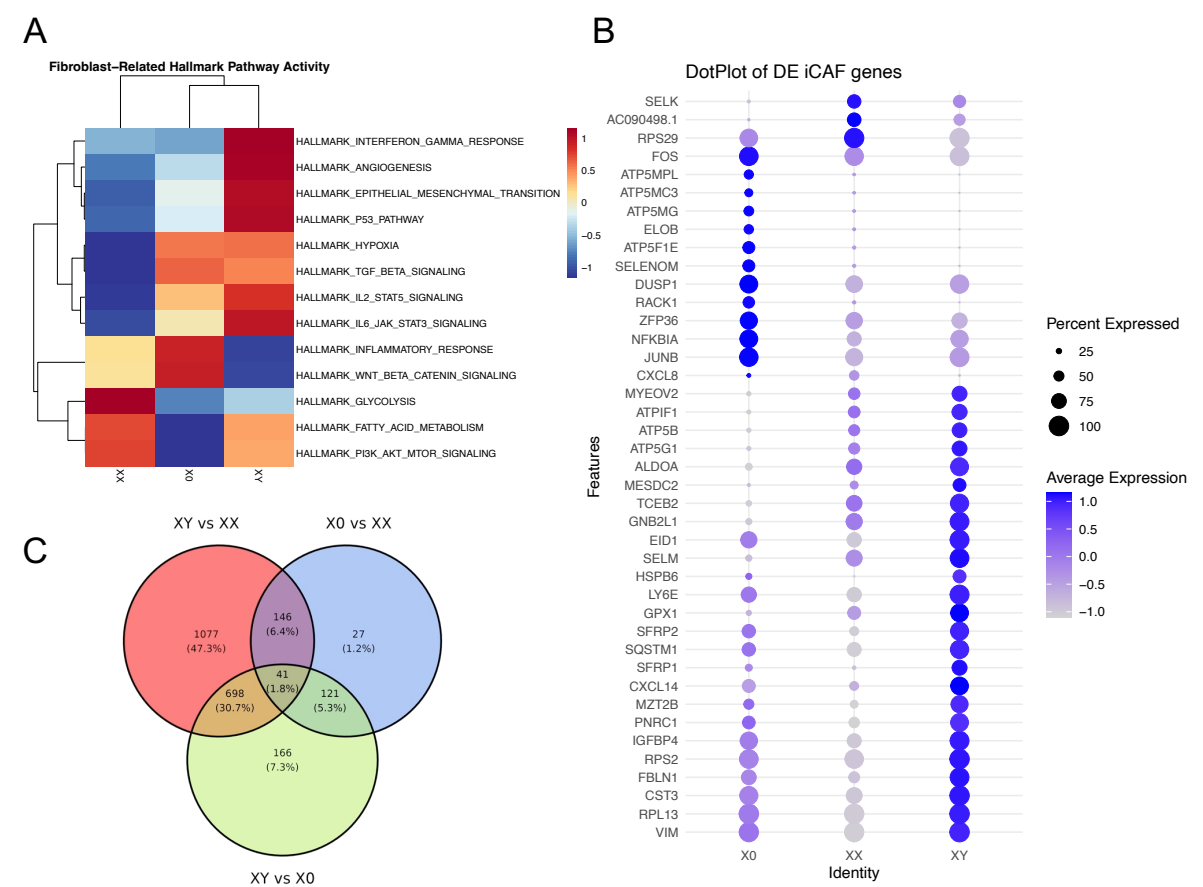 A
Fibroblast−Related Hallmark Pathway Activity
HALLMARK_INTERFERON_GAMMA_RESPONSE
HALLMARK_ANGIOGENESIS
HALLMARK_EPITHELIAL_MESENCHYMAL_TRANSITION
HALLMARK_P53_PATHWAY
HALLMARK_HYPOXIA
HALLMARK_TGF_BETA_SIGNALING
HALLMARK_IL2_STAT5_SIGNALING
HALLMARK_IL6_JAK_STAT3_SIGNALING
HALLMARK_INFLAMMATORY_RESPONSE
HALLMARK_WNT_BETA_CATENIN_SIGNALING
HALLMARK_GLYCOLYSIS
HALLMARK_FATTY_ACID_METABOLISM
HALLMARK_PI3K_AKT_MTOR_SIGNALING
XX
X0
XY
1
0.5
0
−0.5
−1
B
DotPlot of DE iCAF genes
SELK
AC090498.1
RPS29
FOS
ATP5MPL
ATP5MC3
ATP5MG
ELOB
ATP5F1E
SELENOM
DUSP1
RACK1
ZFP36
NFKBIA
JUNB
CXCL8
MYEOV2
ATPIF1
ATP5B
ATP5G1
ALDOA
MESDC2
TCEB2
GNB2L1
EID1
SELM
HSPB6
LY6E
GPX1
SFRP2
SQSTM1
SFRP1
CXCL14
MZT2B
PNRC1
IGFBP4
RPS2
FBLN1
CST3
RPL13
VIM
Features
X0
XX
XY
Identity
Percent Expressed
25
50
75
100
Average Expression
1.0
0.5
0.0
−0.5
−1.0
C
XY vs XX
X0 vs XX
1077
(47.3%)
146
(6.4%)
27
(1.2%)
41
(1.8%)
698
(30.7%)
121
(5.3%)
166
(7.3%)
XY vs X0